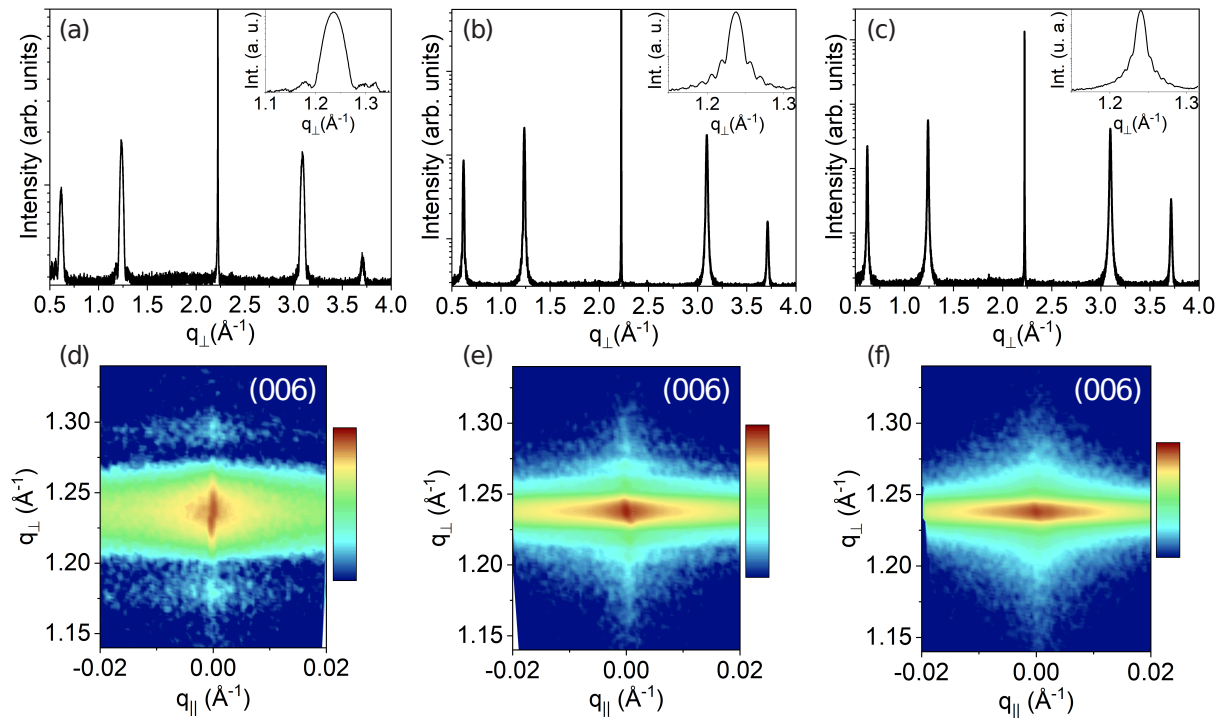 (a)
Intensity (arb. units)
Int. (a. u.)
1.1 1.2 1.3
q⊥(Å⁻¹)
0.5 1.0 1.5 2.0 2.5 3.0 3.5 4.0
q⊥(Å⁻¹)
(b)
Intensity (arb. units)
Int. (a. u.)
1.2 1.3
q⊥(Å⁻¹)
0.5 1.0 1.5 2.0 2.5 3.0 3.5 4.0
q⊥(Å⁻¹)
(c)
Intensity (arb. units)
Int. (u. a.)
1.2 1.3
q⊥(Å⁻¹)
0.5 1.0 1.5 2.0 2.5 3.0 3.5 4.0
q⊥(Å⁻¹)
(d)
(006)
q⊥ (Å⁻¹)
1.30
1.25
1.20
1.15
-0.02 0.00 0.02
q|| (Å⁻¹)
(e)
(006)
q⊥ (Å⁻¹)
1.30
1.25
1.20
1.15
-0.02 0.00 0.02
q|| (Å⁻¹)
(f)
(006)
q⊥ (Å⁻¹)
1.30
1.25
1.20
1.15
-0.02 0.00 0.02
q|| (Å⁻¹)